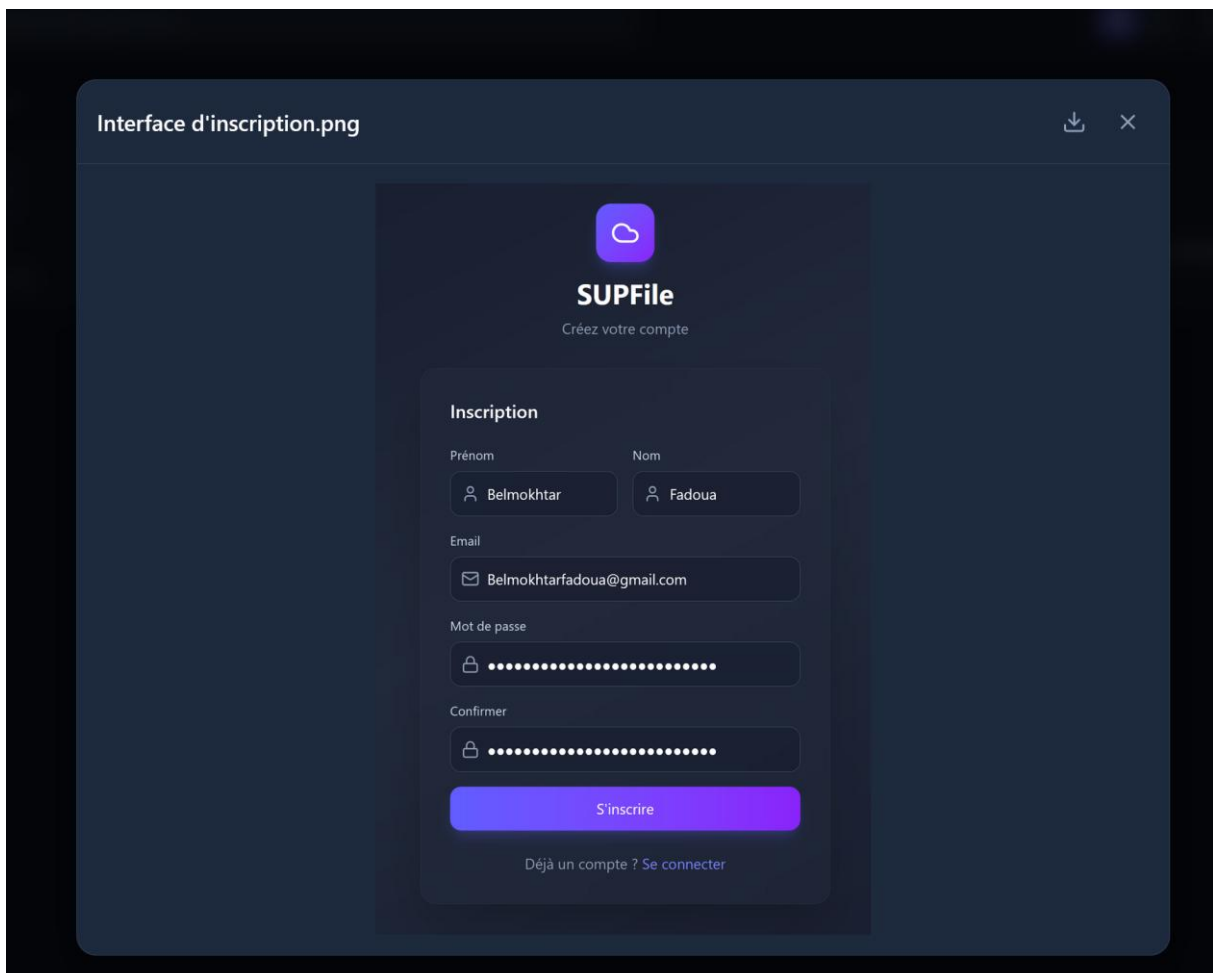 Interface d'inscription.png
SUPFile
Créez votre compte
Inscription
Prénom Nom
Belmokhtar Fadoua
Email
Belmokhtarfadoua@gmail.com
Mot de passe
••••••••••••••••••••••••••
Confirmer
••••••••••••••••••••••••••
S'inscrire
Déjà un compte ? Se connecter